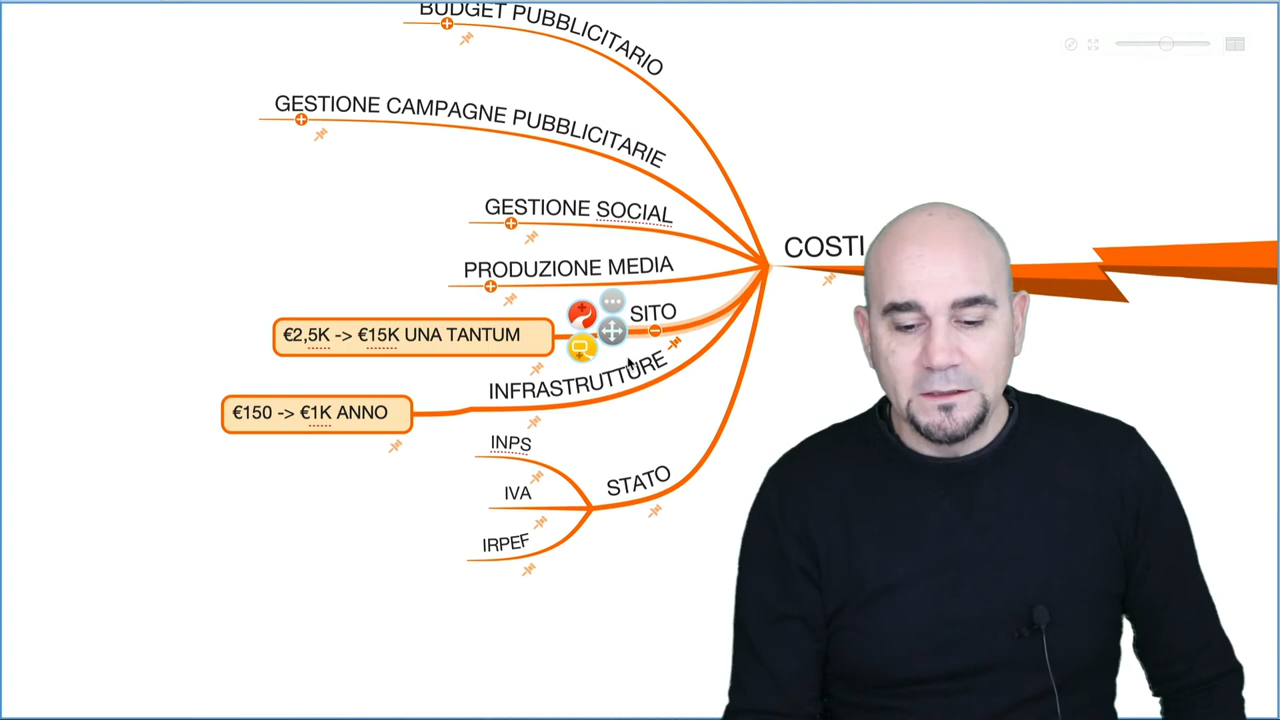 BUDGET PUBBLICITARIO
GESTIONE CAMPAGNE PUBBLICITARIE
GESTIONE SOCIAL
PRODUZIONE MEDIA
COSTI
SITO
€2,5K -> €15K UNA TANTUM
INFRASTRUTTURE
€150 -> €1K ANNO
STATO
INPS
IVA
IRPEF